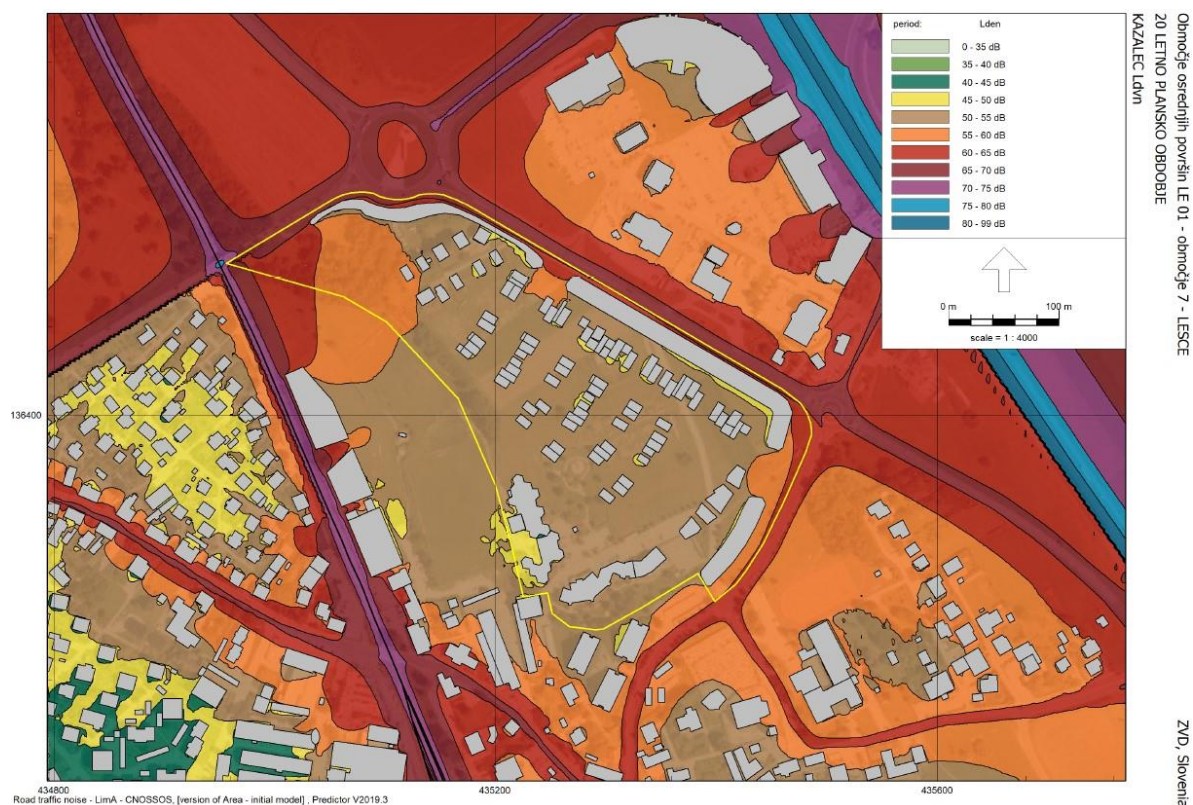 period: Lden
0 - 35 dB
35 - 40 dB
40 - 45 dB
45 - 50 dB
50 - 55 dB
55 - 60 dB
60 - 65 dB
65 - 70 dB
70 - 75 dB
75 - 80 dB
80 - 99 dB
0 m 100 m
scale = 1 : 4000
Območje osrednjih površin LE 01 - območje 7 - LESCE
20 LETNO PLANSKO OBDOBJE
KAZALEC Ldvn
ZVD, Slovenia
136400
434800 435200 435600
Road traffic noise - LimA - CNOSSOS, [version of Area - initial model] , Predictor V2019.3